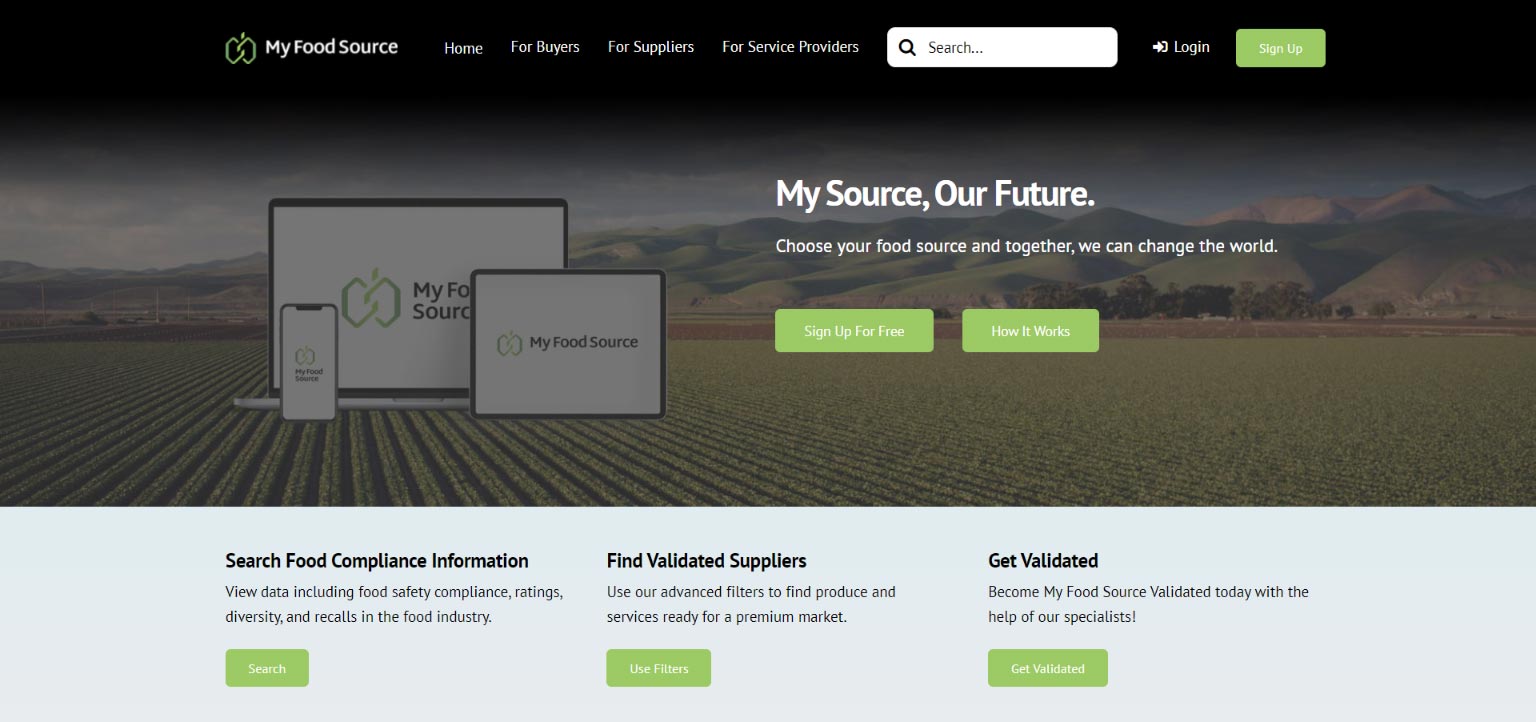 My Food Source
Home
For Buyers
For Suppliers
For Service Providers
Search...
Login
Sign Up
My Source, Our Future.
Choose your food source and together, we can change the world.
Sign Up For Free
How It Works
My Fo
Sourc
My Food Source
My Food
Source
Search Food Compliance Information
View data including food safety compliance, ratings,
diversity, and recalls in the food industry.
Search
Find Validated Suppliers
Use our advanced filters to find produce and
services ready for a premium market.
Use Filters
Get Validated
Become My Food Source Validated today with the
help of our specialists!
Get Validated